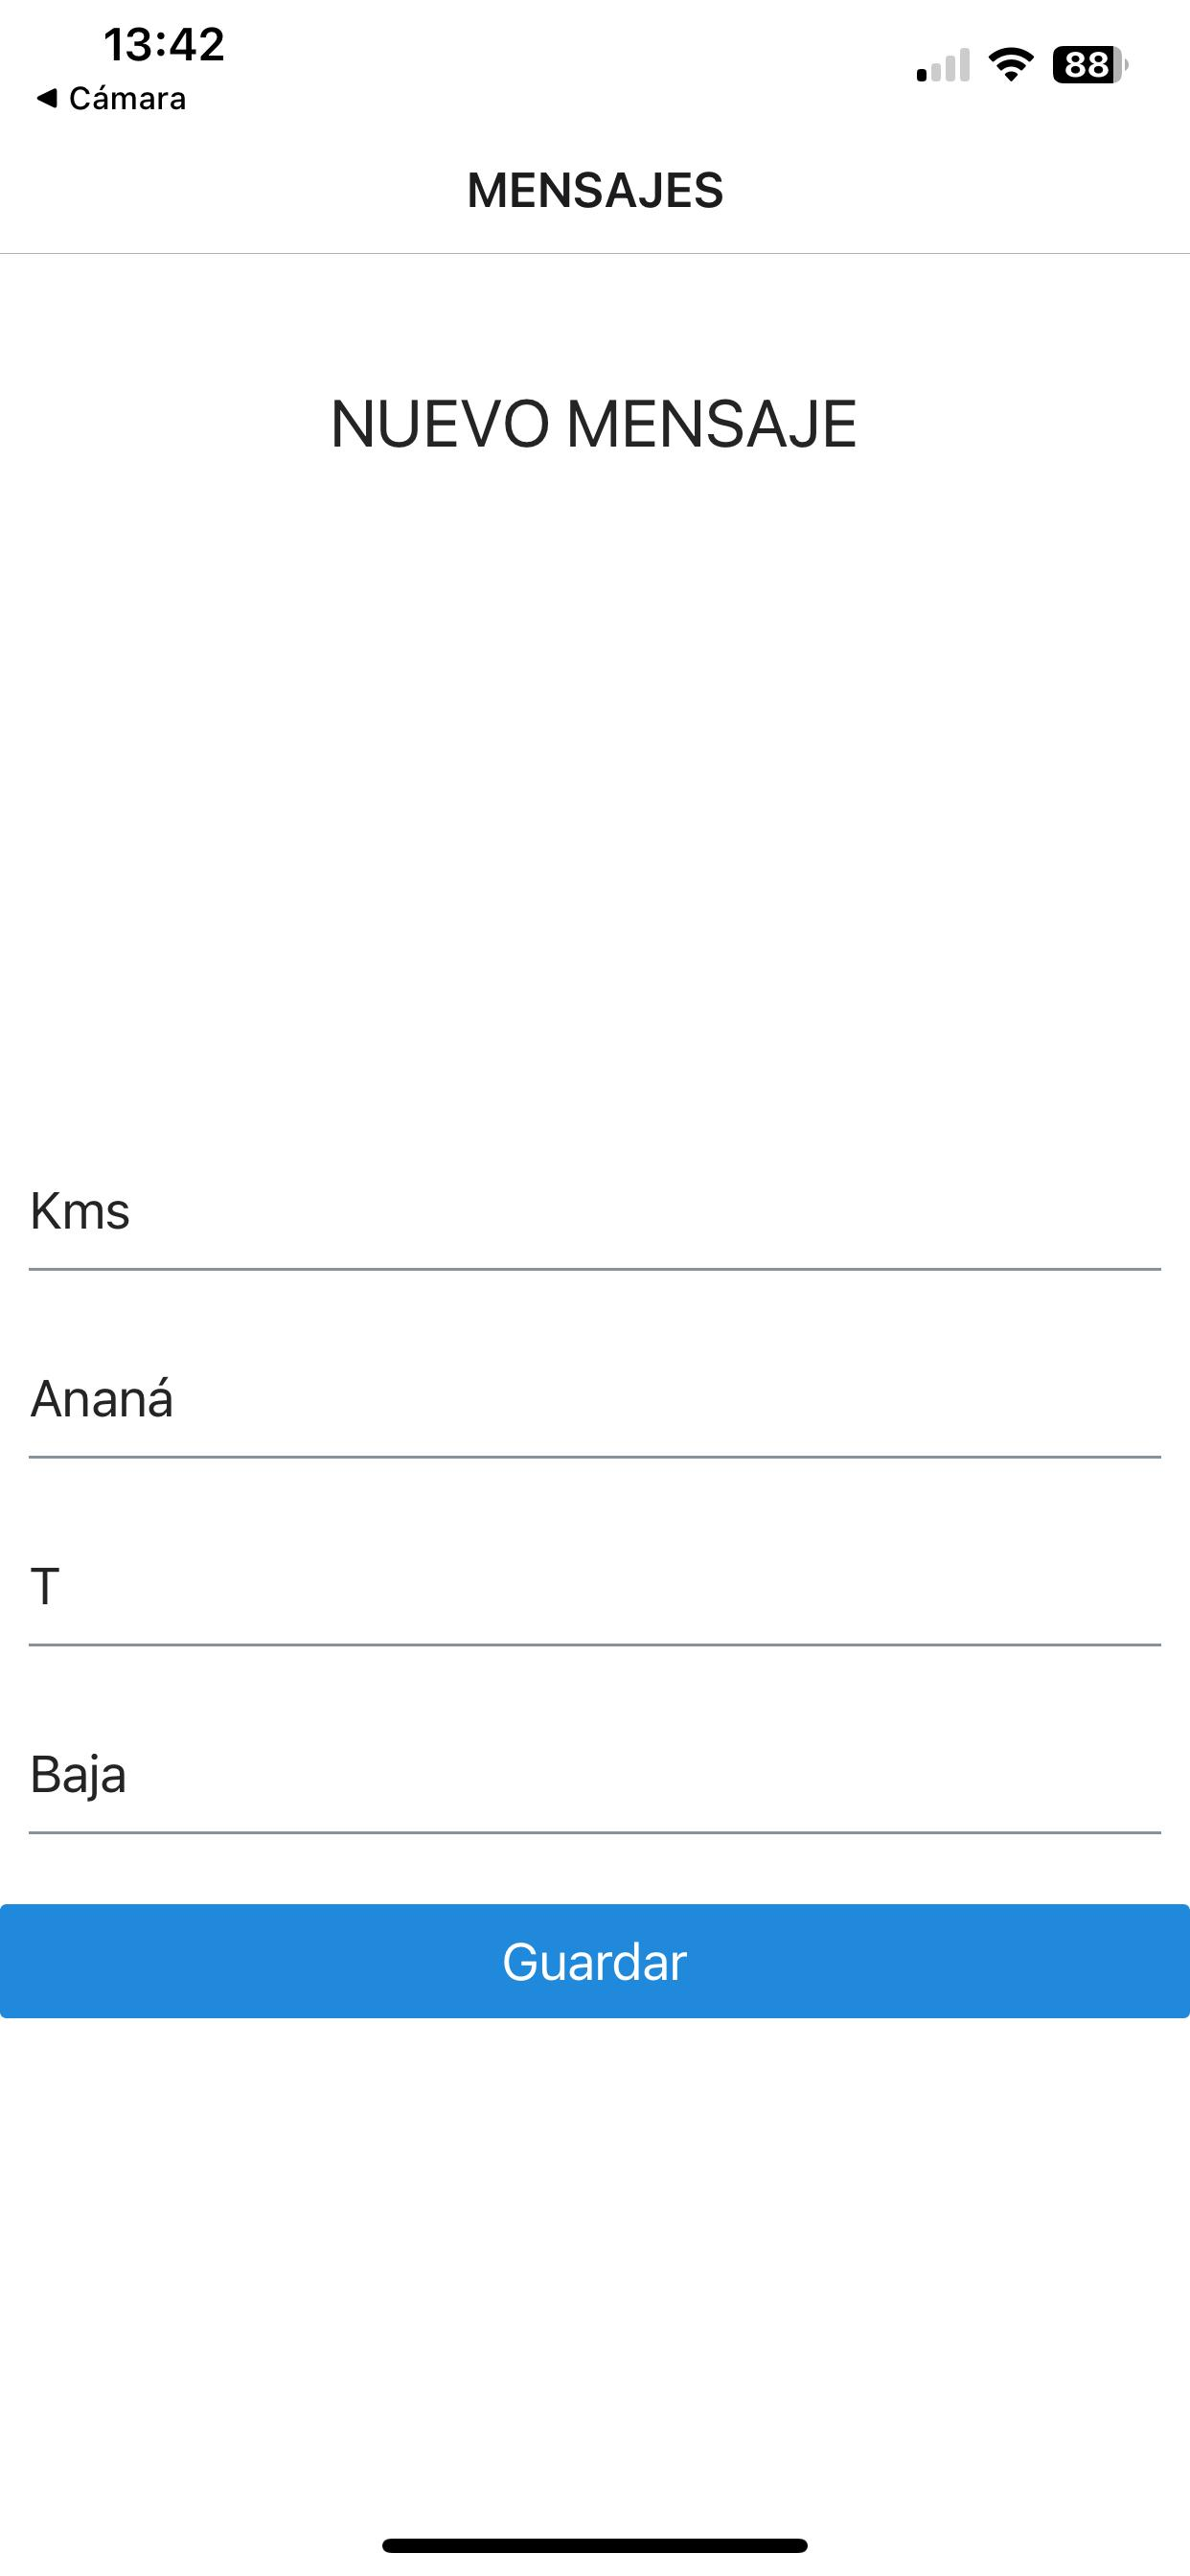 13:42
88
◀ Cámara
MENSAJES
NUEVO MENSAJE
Kms
Ananá
T
Baja
Guardar